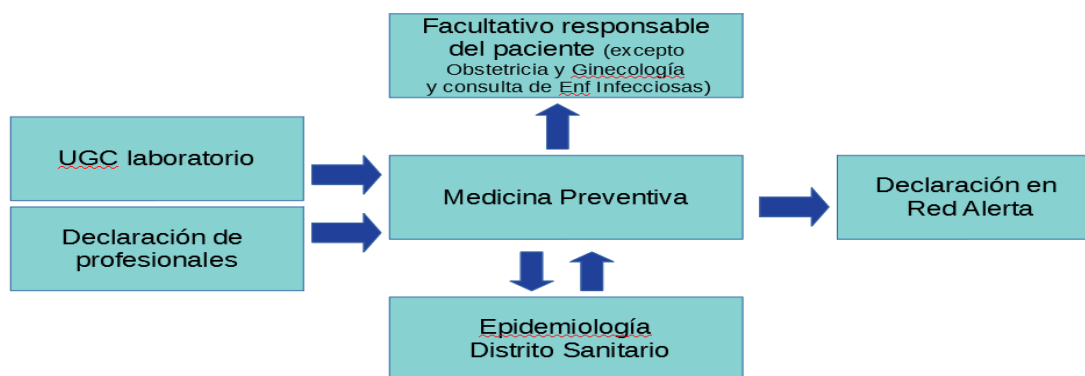 Facultativo responsable
del paciente (excepto
Obstetricia y Ginecología
y consulta de Enf Infecciosas)
UGC laboratorio
Declaración de
profesionales
Medicina Preventiva
Declaración en
Red Alerta
Epidemiología
Distrito Sanitario